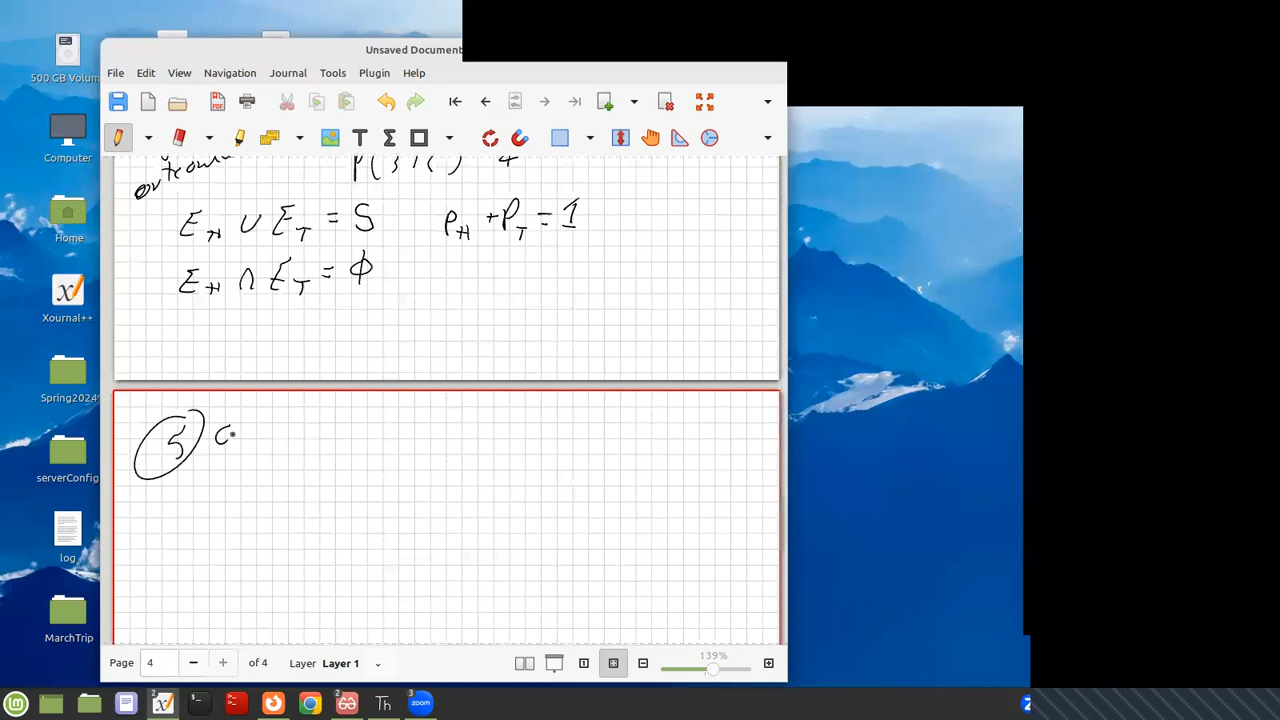 Unsaved Document
500 GB Volum
File Edit View Navigation Journal Tools Plugin Help
Computer
E_H ∪ E_T = S P_H + P_T = 1
Home
E_H ∩ E_T = ϕ
Xournal++
Spring2024
5
serverConfig
log
MarchTrip
Page 4 of 4 Layer Layer 1 139%